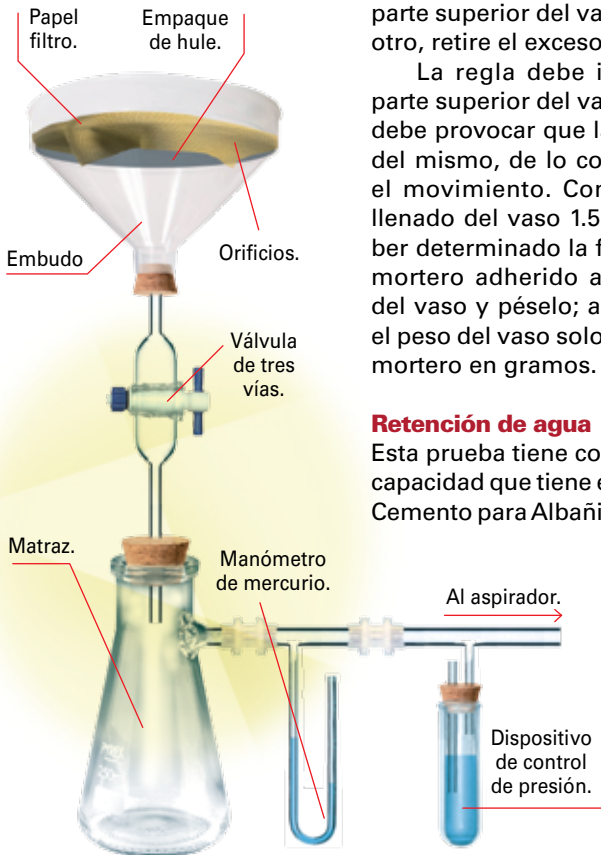 Papel
filtro.
Empaque
de hule.
Embudo
Orificios.
Válvula
de tres
vías.
Matraz.
Manómetro
de mercurio.
Al aspirador.
Dispositivo
de control
de presión.
parte superior del va
otro, retire el exceso
La regla debe i
parte superior del va
debe provocar que la
del mismo, de lo co
el movimiento. Con
llenado del vaso 1.5
ber determinado la f
mortero adherido a
del vaso y péselo; a
el peso del vaso solo
mortero en gramos.
Retención de agua
Esta prueba tiene co
capacidad que tiene e
Cemento para Albañi